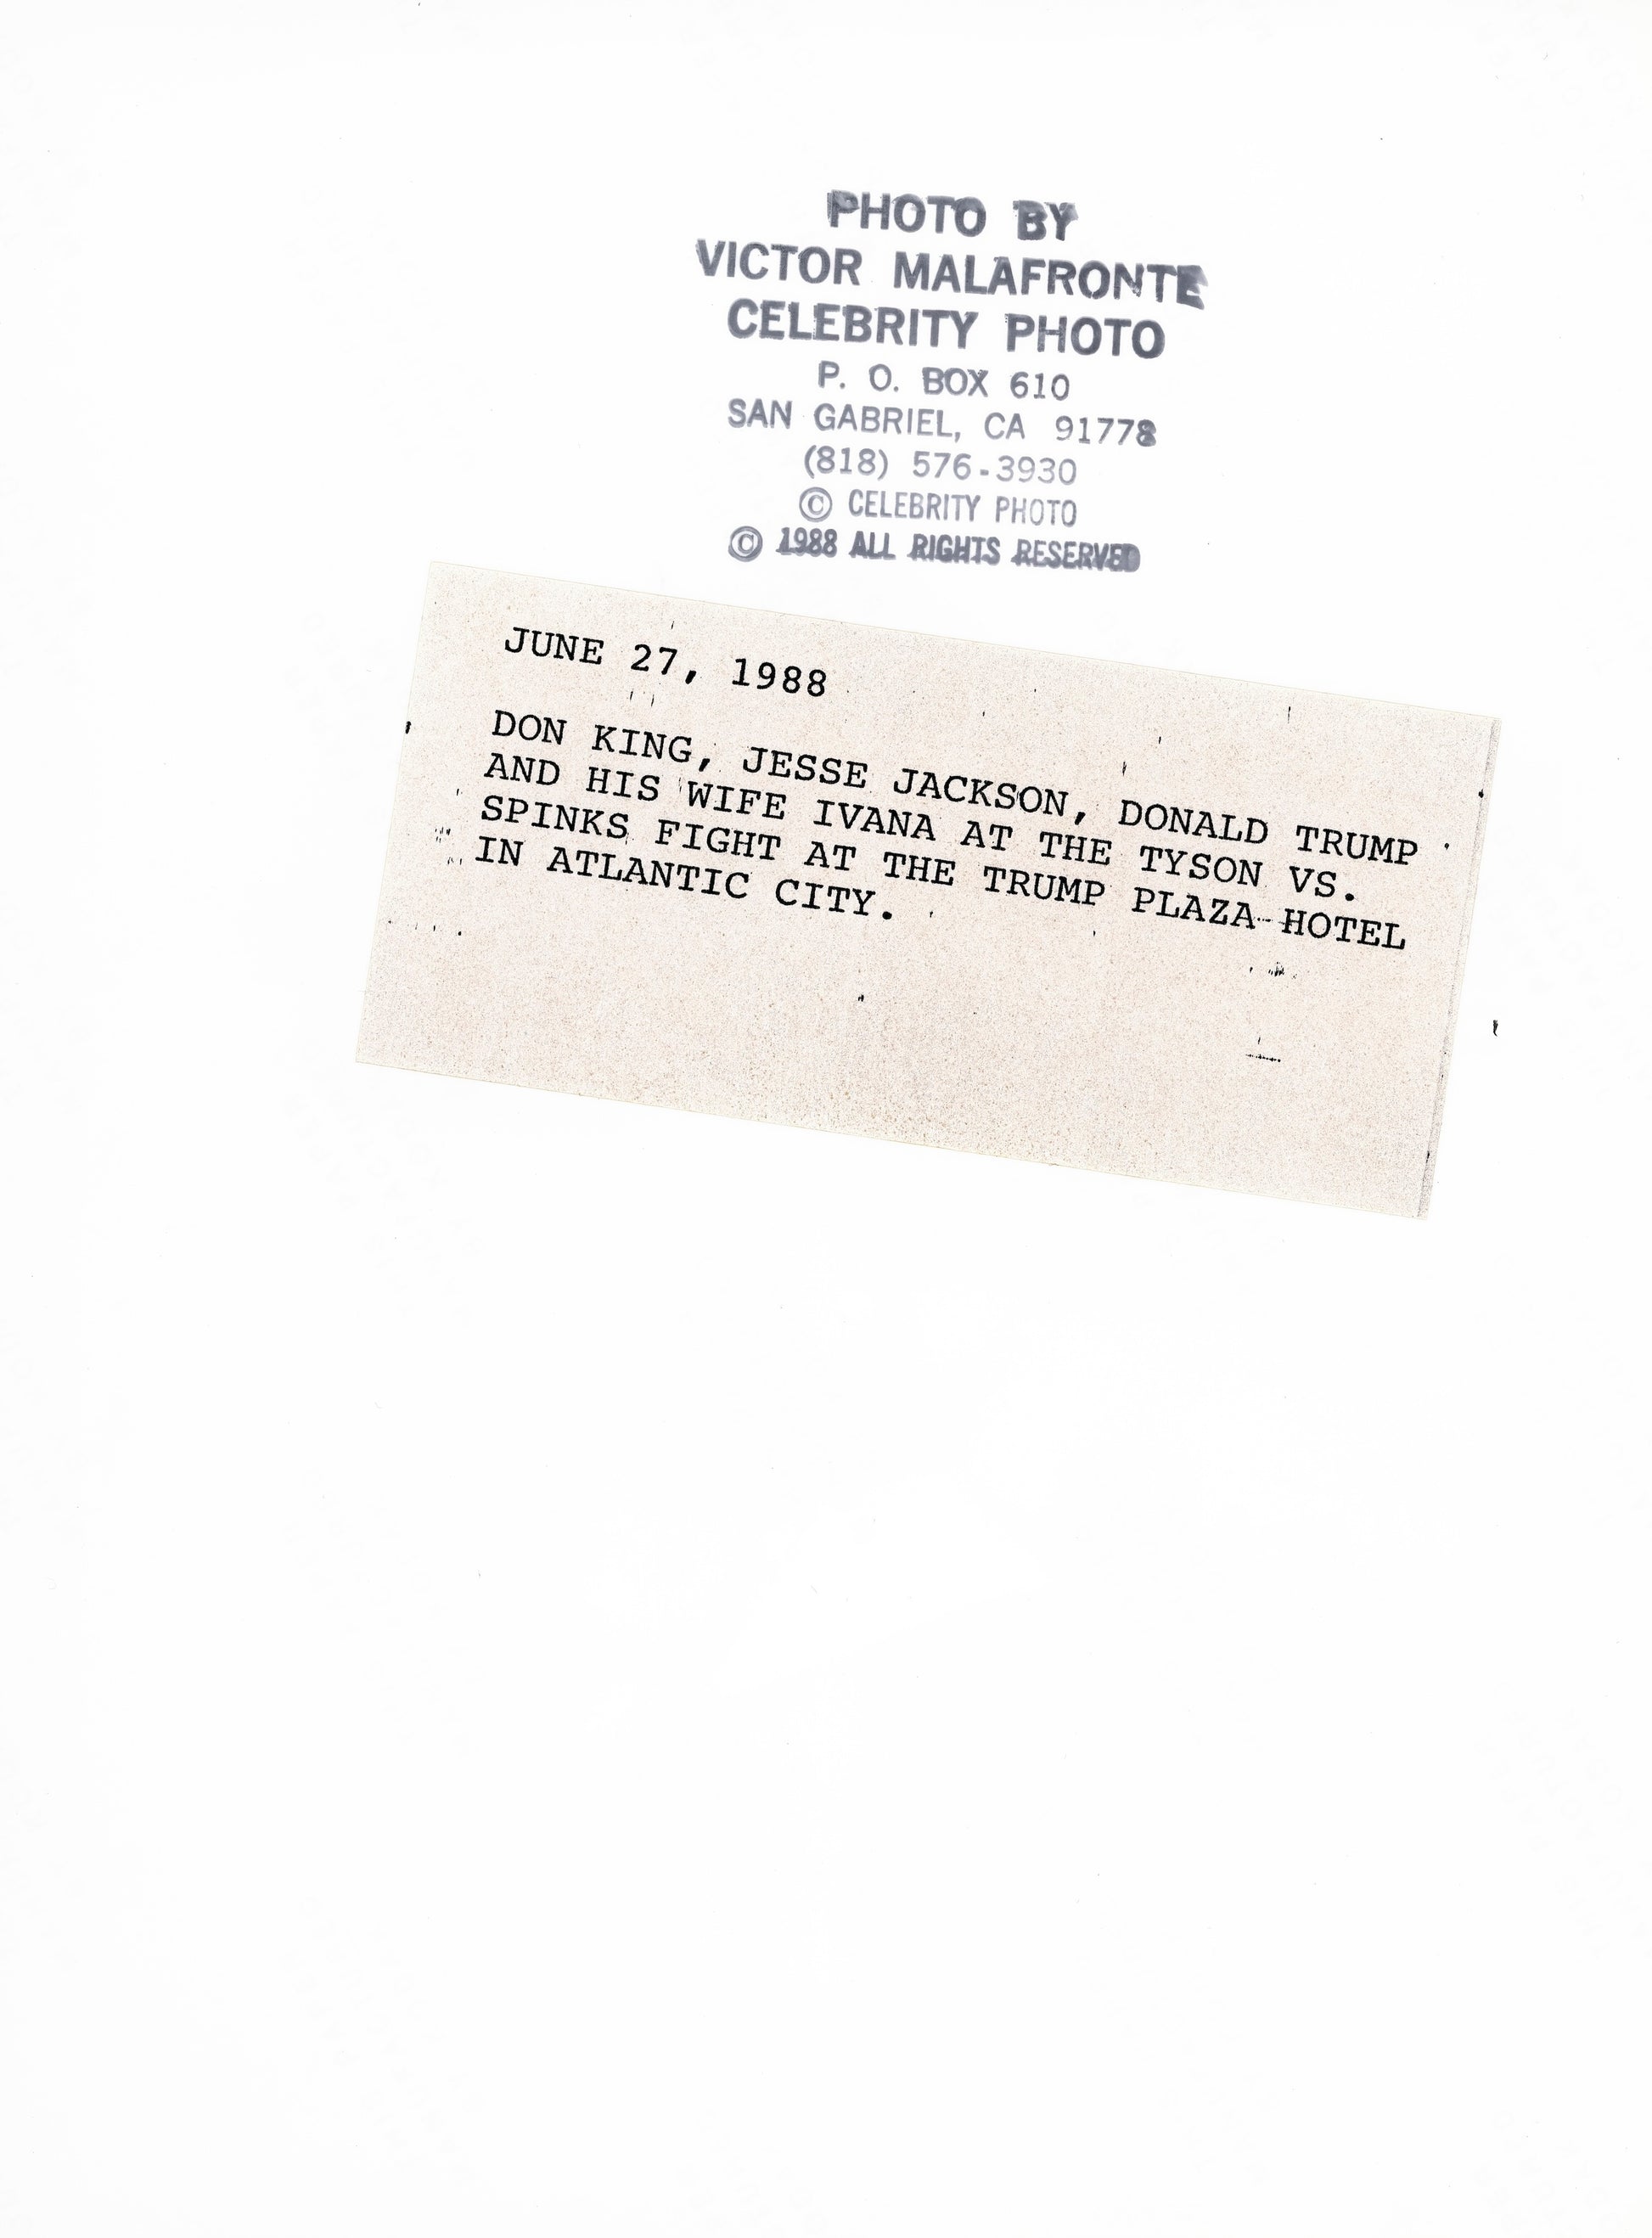 PHOTO BY
VICTOR MALAFRONTE
CELEBRITY PHOTO
P. O. BOX 610
SAN GABRIEL, CA 91778
(818) 576-3930
© CELEBRITY PHOTO
© 1988 ALL RIGHTS RESERVED
JUNE 27, 1988
DON KING, JESSE JACKSON, DONALD TRUMP
AND HIS WIFE IVANA AT THE TYSON VS.
SPINKS FIGHT AT THE TRUMP PLAZA HOTEL
IN ATLANTIC CITY.